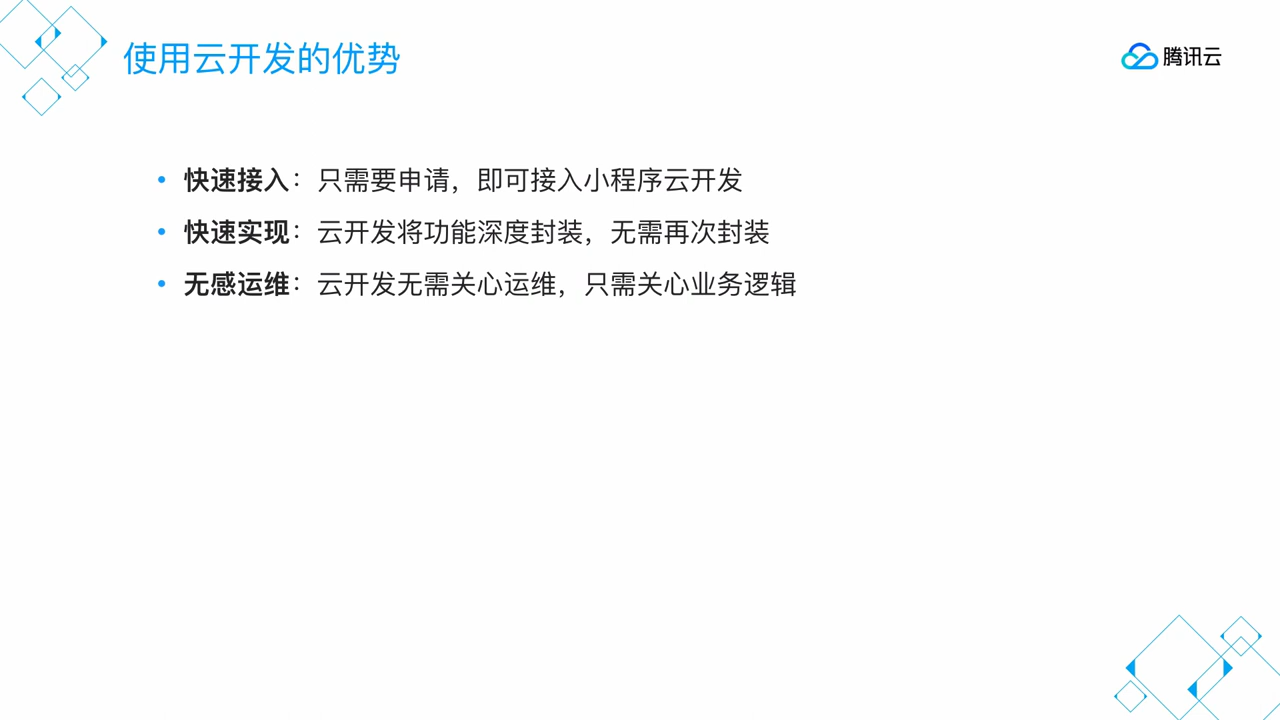 使用云开发的优势
腾讯云
• 快速接入：只需要申请，即可接入小程序云开发
• 快速实现：云开发将功能深度封装，无需再次封装
• 无感运维：云开发无需关心运维，只需关心业务逻辑